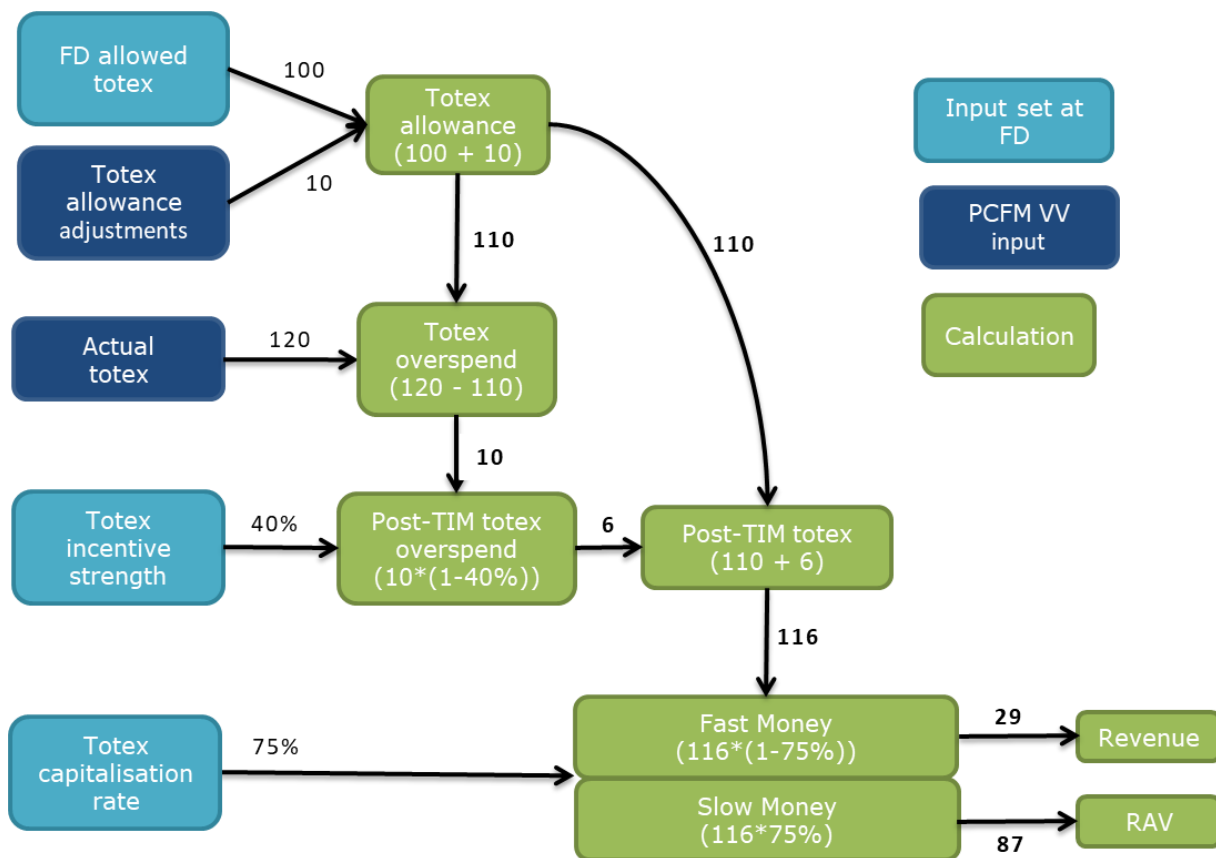 FD allowed
totex
100
Totex
allowance
(100 + 10)
Input set at
FD
Totex
allowance
adjustments
10
PCFM VV
input
110
110
Actual
totex
120
Totex
overspend
(120 - 110)
Calculation
10
Totex
incentive
strength
40%
Post-TIM totex
overspend
(10*(1-40%))
6
Post-TIM totex
(110 + 6)
116
Totex
capitalisation
rate
75%
Fast Money
(116*(1-75%))
29
Revenue
Slow Money
(116*75%)
87
RAV